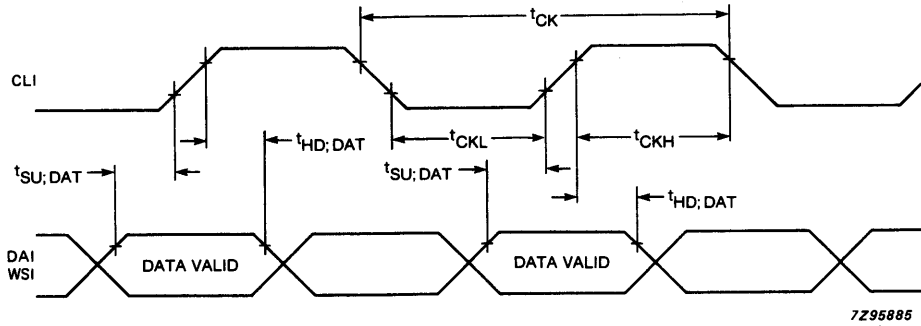 tCK
CLI
tHD; DAT
tCKL
tCKH
tSU; DAT
tSU; DAT
tHD; DAT
DAI
WSI
DATA VALID
DATA VALID
7Z95885